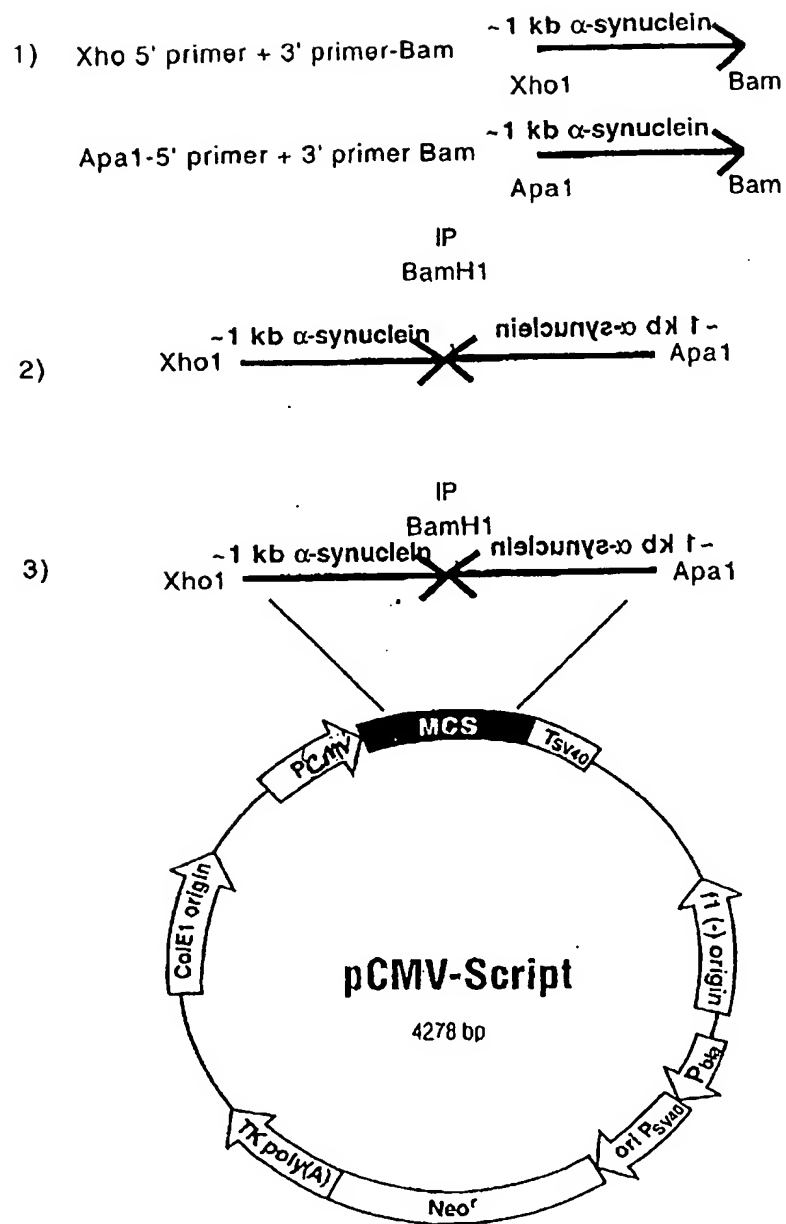 1) Xho 5' primer + 3' primer-Bam
~1 kb α-synuclein
Xho1 Bam
Apa1-5' primer + 3' primer Bam
~1 kb α-synuclein
Apa1 Bam
IP
BamH1
2)
~1 kb α-synuclein ~1 kb α-synuclein
Xho1 Apa1
IP
BamH1
3)
~1 kb α-synuclein ~1 kb α-synuclein
Xho1 Apa1
MCS
PCMV
TSV40
ColE1 origin
f1 (-) origin
pCMV-Script
4278 bp
Pbla
ori PSV40
TK poly(A)
Neoʳ